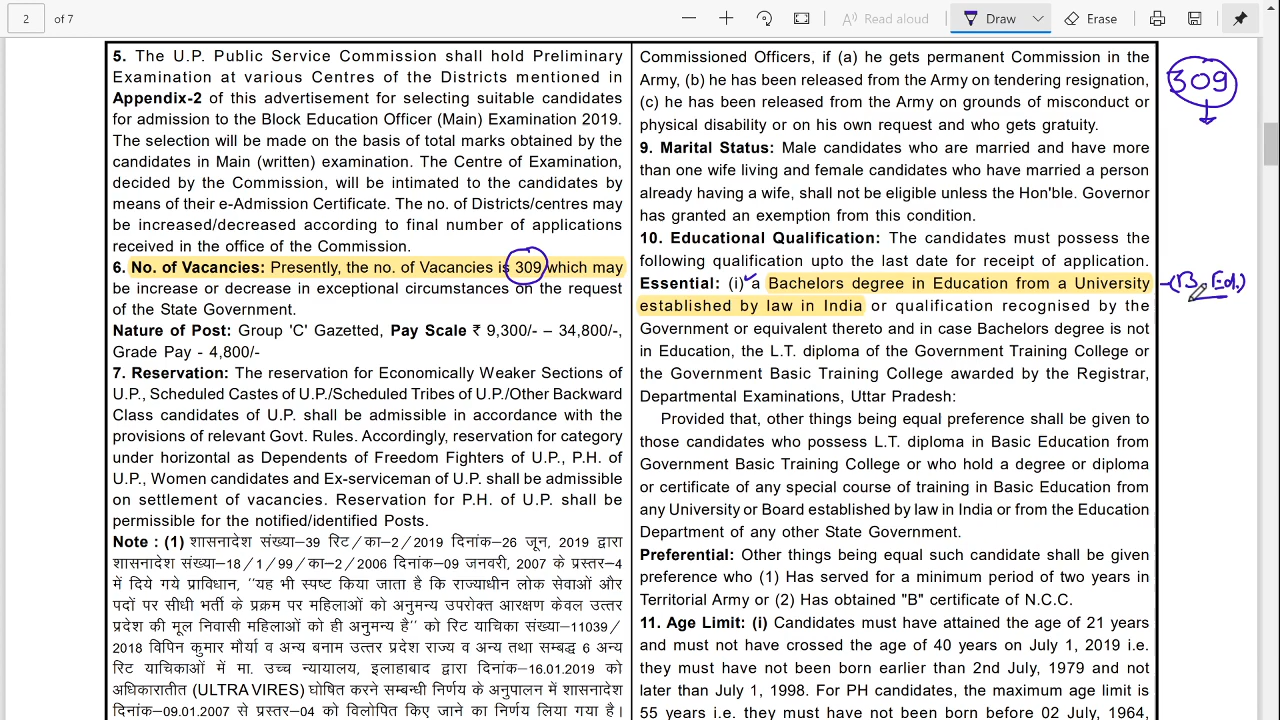 2 of 7
Read aloud
Draw
Erase
5. The U.P. Public Service Commission shall hold Preliminary
Examination at various Centres of the Districts mentioned in
Appendix-2 of this advertisement for selecting suitable candidates
for admission to the Block Education Officer (Main) Examination 2019.
The selection will be made on the basis of total marks obtained by the
candidates in Main (written) examination. The Centre of Examination,
decided by the Commission, will be intimated to the candidates by
means of their e-Admission Certificate. The no. of Districts/centres may
be increased/decreased according to final number of applications
received in the office of the Commission.
6. No. of Vacancies: Presently, the no. of Vacancies is 309 which may
be increase or decrease in exceptional circumstances on the request
of the State Government.
Nature of Post: Group 'C' Gazetted, Pay Scale ₹ 9,300/- – 34,800/-,
Grade Pay - 4,800/-
7. Reservation: The reservation for Economically Weaker Sections of
U.P., Scheduled Castes of U.P./Scheduled Tribes of U.P./Other Backward
Class candidates of U.P. shall be admissible in accordance with the
provisions of relevant Govt. Rules. Accordingly, reservation for category
under horizontal as Dependents of Freedom Fighters of U.P., P.H. of
U.P., Women candidates and Ex-serviceman of U.P. shall be admissible
on settlement of vacancies. Reservation for P.H. of U.P. shall be
permissible for the notified/identified Posts.
Note : (1) शासनादेश संख्या–39 रिट/का–2/2019 दिनांक–26 जून, 2019 द्वारा
शासनादेश संख्या–18/1/99/का–2/2006 दिनांक–09 जनवरी, 2007 के प्रस्तर–4
में दिये गये प्राविधान, ‘‘यह भी स्पष्ट किया जाता है कि राज्याधीन लोक सेवाओं और
पदों पर सीधी भर्ती के प्रक्रम पर महिलाओं को अनुमन्य उपरोक्त आरक्षण केवल उत्तर
प्रदेश की मूल निवासी महिलाओं को ही अनुमन्य है’’ को रिट याचिका संख्या–11039/
2018 विपिन कुमार मौर्या व अन्य बनाम उत्तर प्रदेश राज्य व अन्य तथा सम्बद्ध 6 अन्य
रिट याचिकाओं में मा. उच्च न्यायालय, इलाहाबाद द्वारा दिनांक–16.01.2019 को
अधिकारातीत (ULTRA VIRES) घोषित करने सम्बन्धी निर्णय के अनुपालन में शासनादेश
दिनांक–09.01.2007 से प्रस्तर–04 को विलोपित किए जाने का निर्णय लिया गया है।
Commissioned Officers, if (a) he gets permanent Commission in the
Army, (b) he has been released from the Army on tendering resignation,
(c) he has been released from the Army on grounds of misconduct or
physical disability or on his own request and who gets gratuity.
9. Marital Status: Male candidates who are married and have more
than one wife living and female candidates who have married a person
already having a wife, shall not be eligible unless the Hon'ble. Governor
has granted an exemption from this condition.
10. Educational Qualification: The candidates must possess the
following qualification upto the last date for receipt of application.
Essential: (i) a Bachelors degree in Education from a University
established by law in India or qualification recognised by the
Government or equivalent thereto and in case Bachelors degree is not
in Education, the L.T. diploma of the Government Training College or
the Government Basic Training College awarded by the Registrar,
Departmental Examinations, Uttar Pradesh:
Provided that, other things being equal preference shall be given to
those candidates who possess L.T. diploma in Basic Education from
Government Basic Training College or who hold a degree or diploma
or certificate of any special course of training in Basic Education from
any University or Board established by law in India or from the Education
Department of any other State Government.
Preferential: Other things being equal such candidate shall be given
preference who (1) Has served for a minimum period of two years in
Territorial Army or (2) Has obtained "B" certificate of N.C.C.
11. Age Limit: (i) Candidates must have attained the age of 21 years
and must not have crossed the age of 40 years on July 1, 2019 i.e.
they must have not been born earlier than 2nd July, 1979 and not
later than July 1, 1998. For PH candidates, the maximum age limit is
55 years i.e. they must have not been born before 02 July, 1964,
309
(B. Ed.)